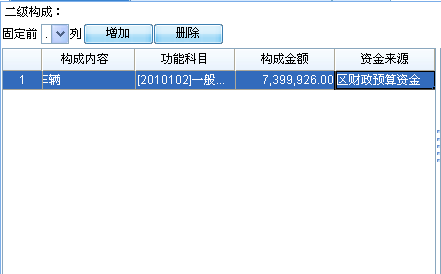 二级构成：
固定前 . 列 增加 删除
构成内容 功能科目 构成金额 资金来源
1 车辆 [2010102]一般... 7,399,926.00 区财政预算资金